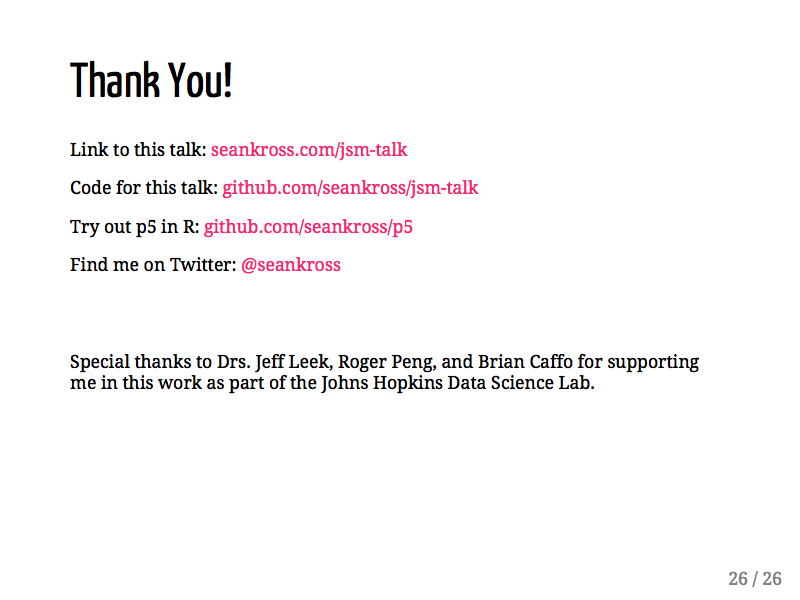 Thank You!
Link to this talk: seankross.com/jsm-talk
Code for this talk: github.com/seankross/jsm-talk
Try out p5 in R: github.com/seankross/p5
Find me on Twitter: @seankross
Special thanks to Drs. Jeff Leek, Roger Peng, and Brian Caffo for supporting
me in this work as part of the Johns Hopkins Data Science Lab.
26 / 26